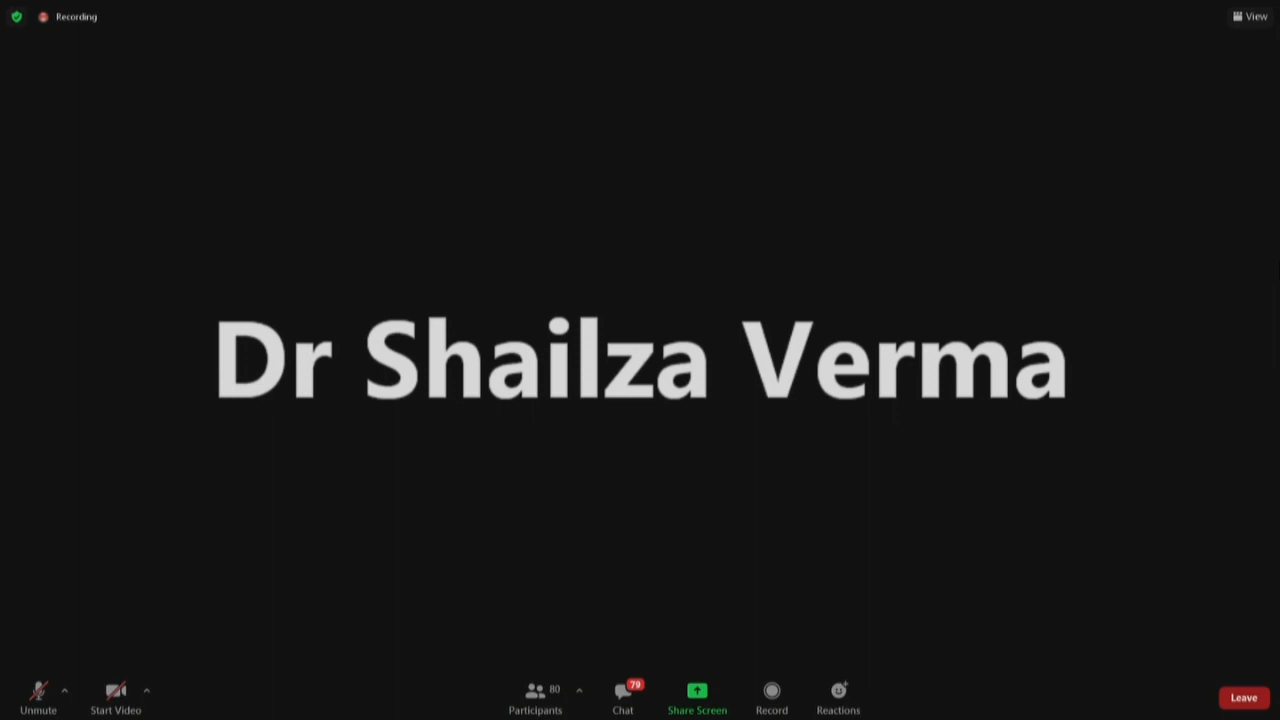 Recording
View
Dr Shailza Verma
Unmute
Start Video
80
Participants
79
Chat
Share Screen
Record
Reactions
Leave